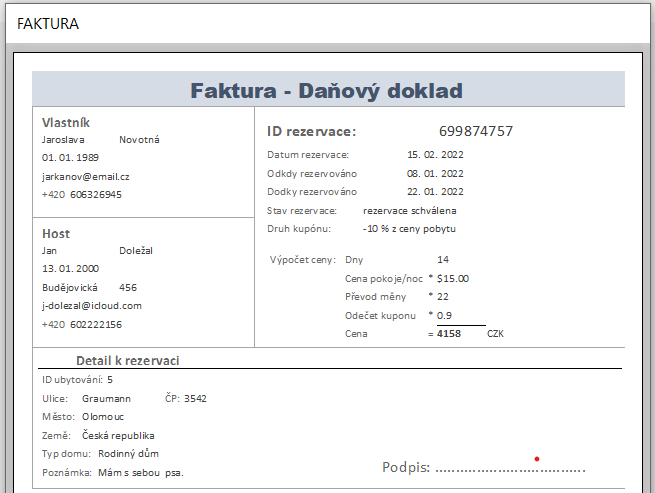 FAKTURA
Faktura - Daňový doklad
Vlastník
Jaroslava Novotná
01. 01. 1989
jarkanov@email.cz
+420 606326945
Host
Jan Doležal
13. 01. 2000
Budějovická 456
j-dolezal@icloud.com
+420 602222156
ID rezervace: 699874757
Datum rezervace: 15. 02. 2022
Odkdy rezervováno 08. 01. 2022
Dodky rezervováno 22. 01. 2022
Stav rezervace: rezervace schválena
Druh kupónu: -10 % z ceny pobytu
Výpočet ceny: Dny 14
Cena pokoje/noc * $15.00
Převod měny * 22
Odečet kuponu * 0.9
Cena = 4158 CZK
Detail k rezervaci
ID ubytování: 5
Ulice: Graumann ČP: 3542
Město: Olomouc
Země: Česká republika
Typ domu: Rodinný dům
Poznámka: Mám s sebou psa.
Podpis: ....................................